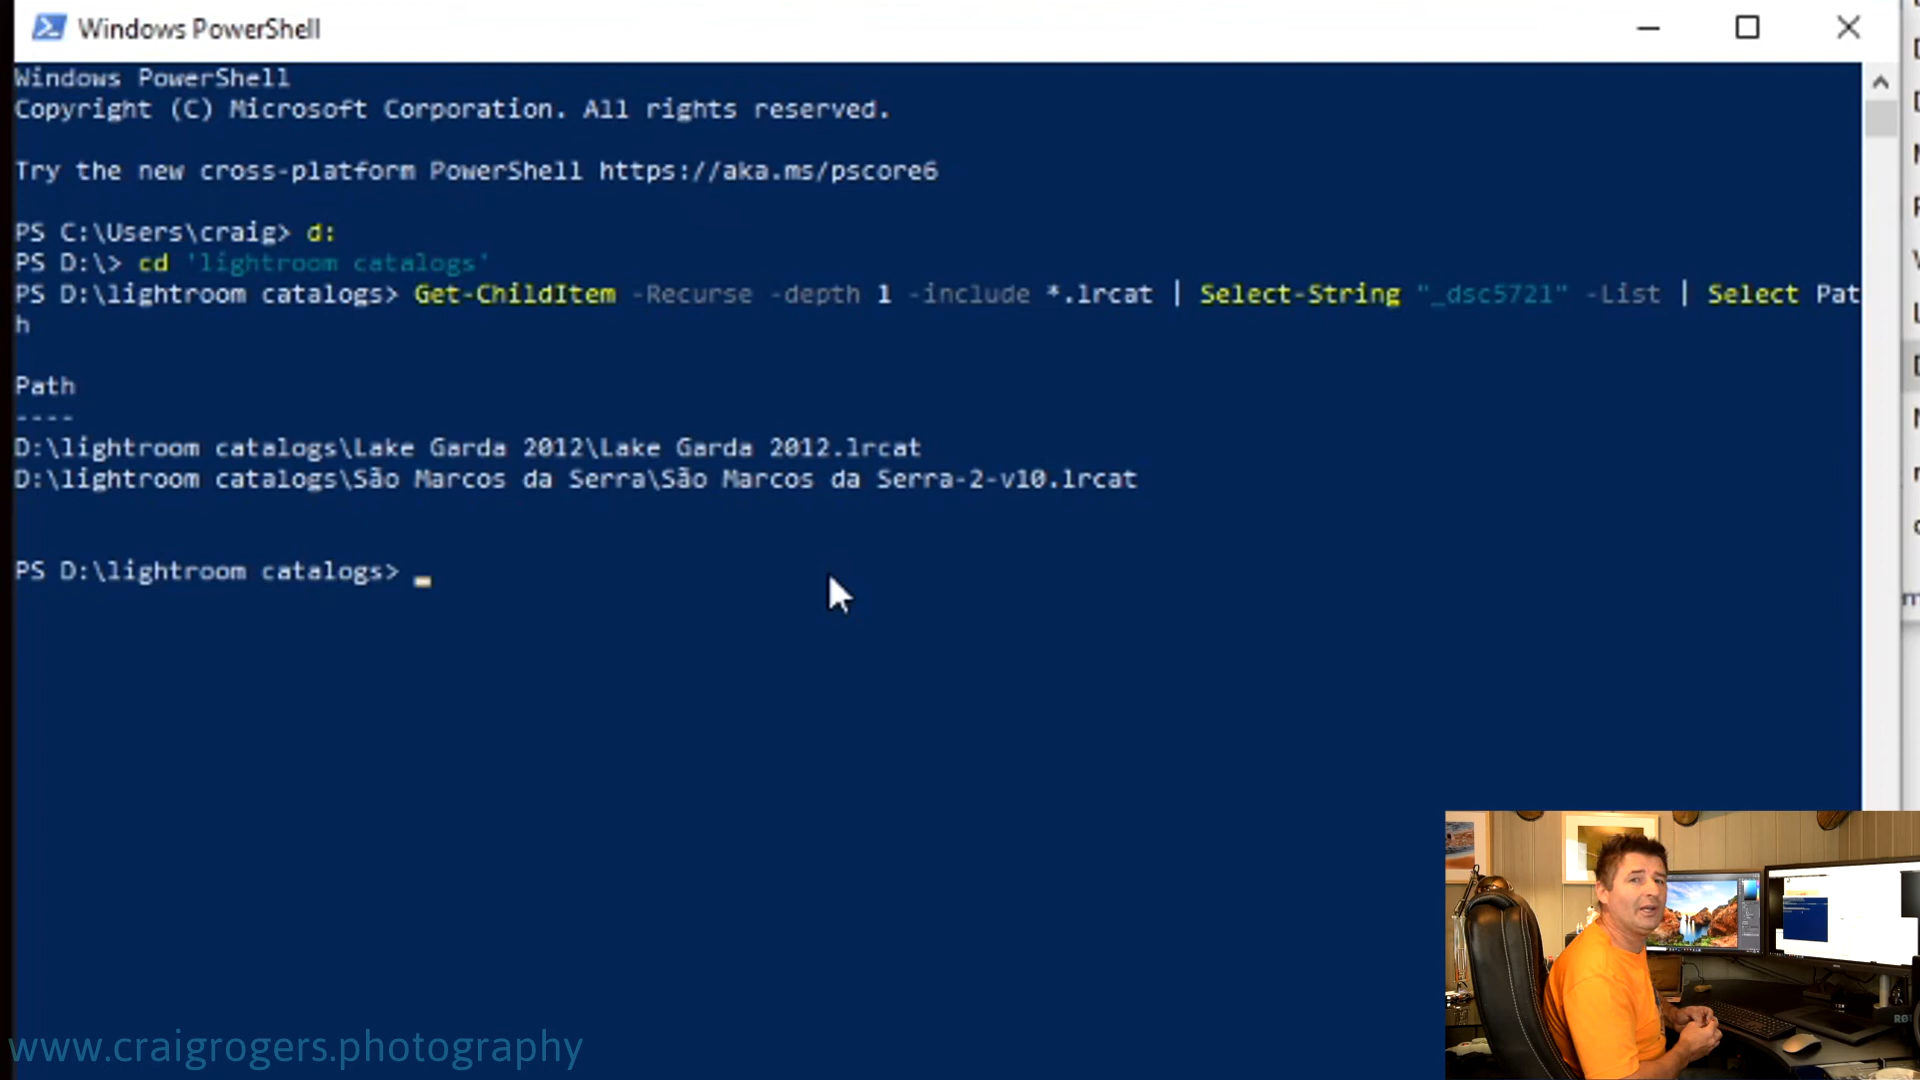 Windows PowerShell
Windows PowerShell
Copyright (C) Microsoft Corporation. All rights reserved.
Try the new cross-platform PowerShell https://aka.ms/pscore6
PS C:\Users\craig> d:
PS D:\> cd 'lightroom catalogs'
PS D:\lightroom catalogs> Get-ChildItem -Recurse -depth 1 -include *.lrcat | Select-String "_dsc5721" -List | Select Pat
h
Path
----
D:\lightroom catalogs\Lake Garda 2012\Lake Garda 2012.lrcat
D:\lightroom catalogs\São Marcos da Serra\São Marcos da Serra-2-v10.lrcat
PS D:\lightroom catalogs>
www.craigrogers.photography